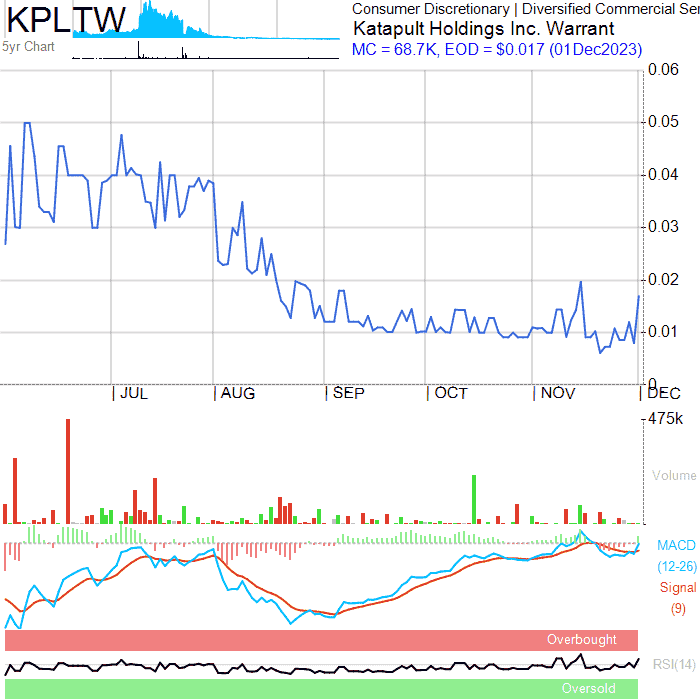 KPLTW
5yr Chart
Consumer Discretionary | Diversified Commercial Ser
Katapult Holdings Inc. Warrant
MC = 68.7K, EOD = $0.017 (01Dec2023)
0.06
0.05
0.04
0.03
0.02
0.01
0
JUL AUG SEP OCT NOV DEC
475k
Volume
MACD
(12-26)
Signal
(9)
Overbought
RSI(14)
Oversold